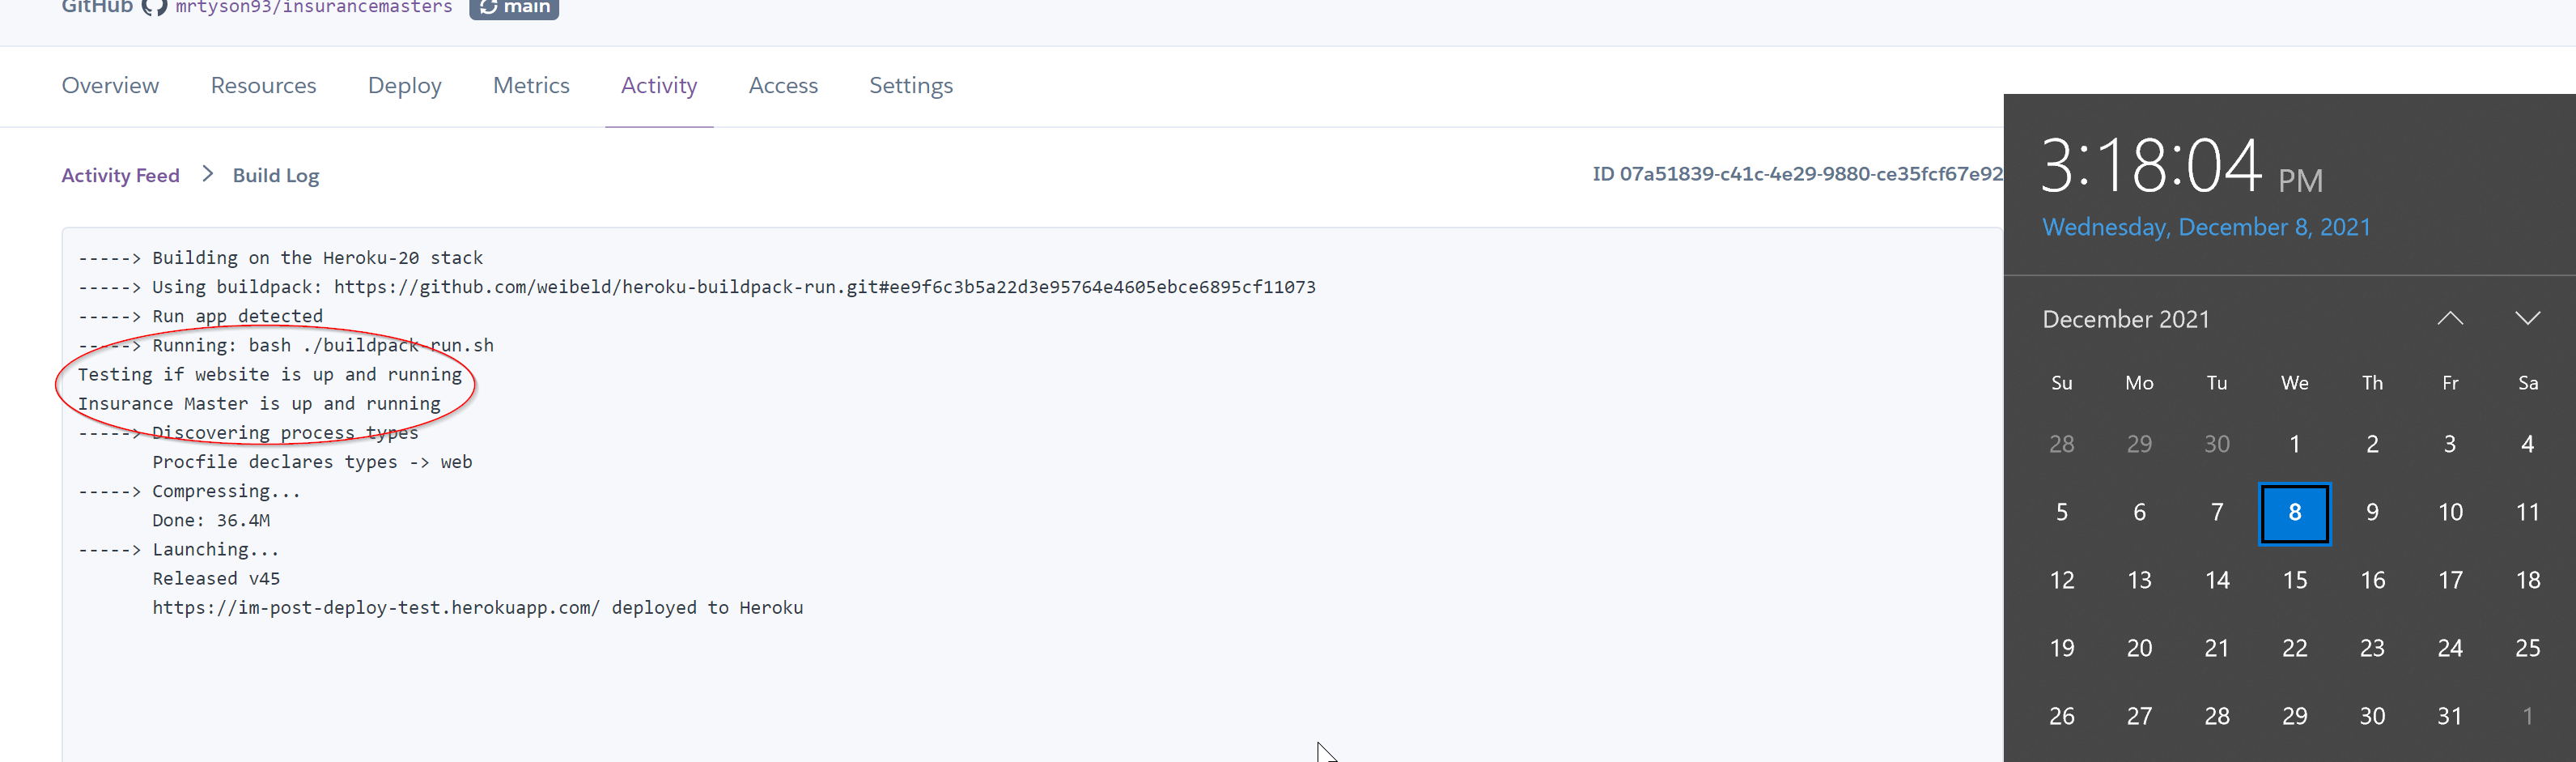 GitHub mrtyson93/insurancemasters main
Overview Resources Deploy Metrics Activity Access Settings
Activity Feed > Build Log
ID 07a51839-c41c-4e29-9880-ce35fcf67e92
-----> Building on the Heroku-20 stack
-----> Using buildpack: https://github.com/weibeld/heroku-buildpack-run.git#ee9f6c3b5a22d3e95764e4605ebce6895cf11073
-----> Run app detected
-----> Running: bash ./buildpack-run.sh
Testing if website is up and running
Insurance Master is up and running
-----> Discovering process types
Procfile declares types -> web
-----> Compressing...
Done: 36.4M
-----> Launching...
Released v45
https://im-post-deploy-test.herokuapp.com/ deployed to Heroku
3:18:04 PM
Wednesday, December 8, 2021
December 2021
Su Mo Tu We Th Fr Sa
28 29 30 1 2 3 4
5 6 7 8 9 10 11
12 13 14 15 16 17 18
19 20 21 22 23 24 25
26 27 28 29 30 31 1